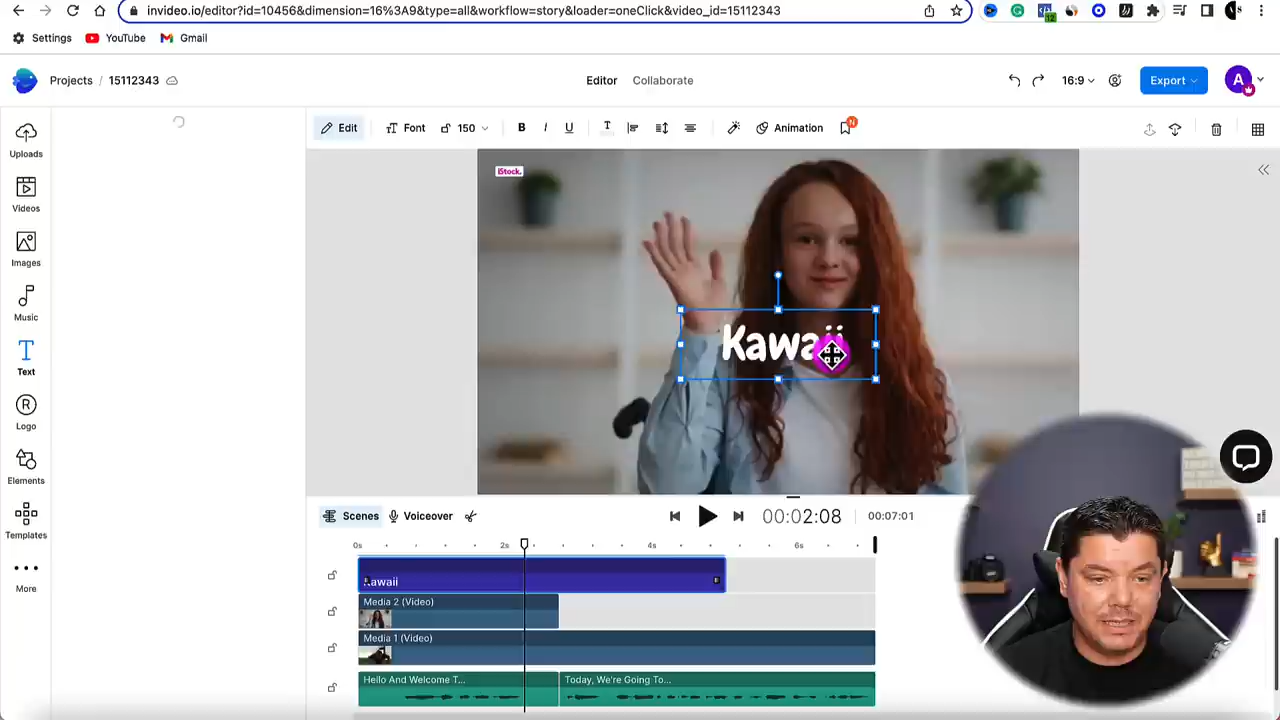 invideo.io/editor?id=10456&dimension=16%3A9&type=all&workflow=story&loader=oneClick&video_id=15112343
12
8
Settings
YouTube
Gmail
Projects / 15112343
Editor
Collaborate
16:9
Export
A
Uploads
Videos
Images
Music
Text
Logo
Elements
Templates
More
Edit
Font
150
B
I
U
T
Animation
N
iStock.
Kawaii
Scenes
Voiceover
00:02:08
00:07:01
0s
2s
4s
6s
Kawaii
Media 2 (Video)
Media 1 (Video)
Hello And Welcome T...
Today, We're Going To...